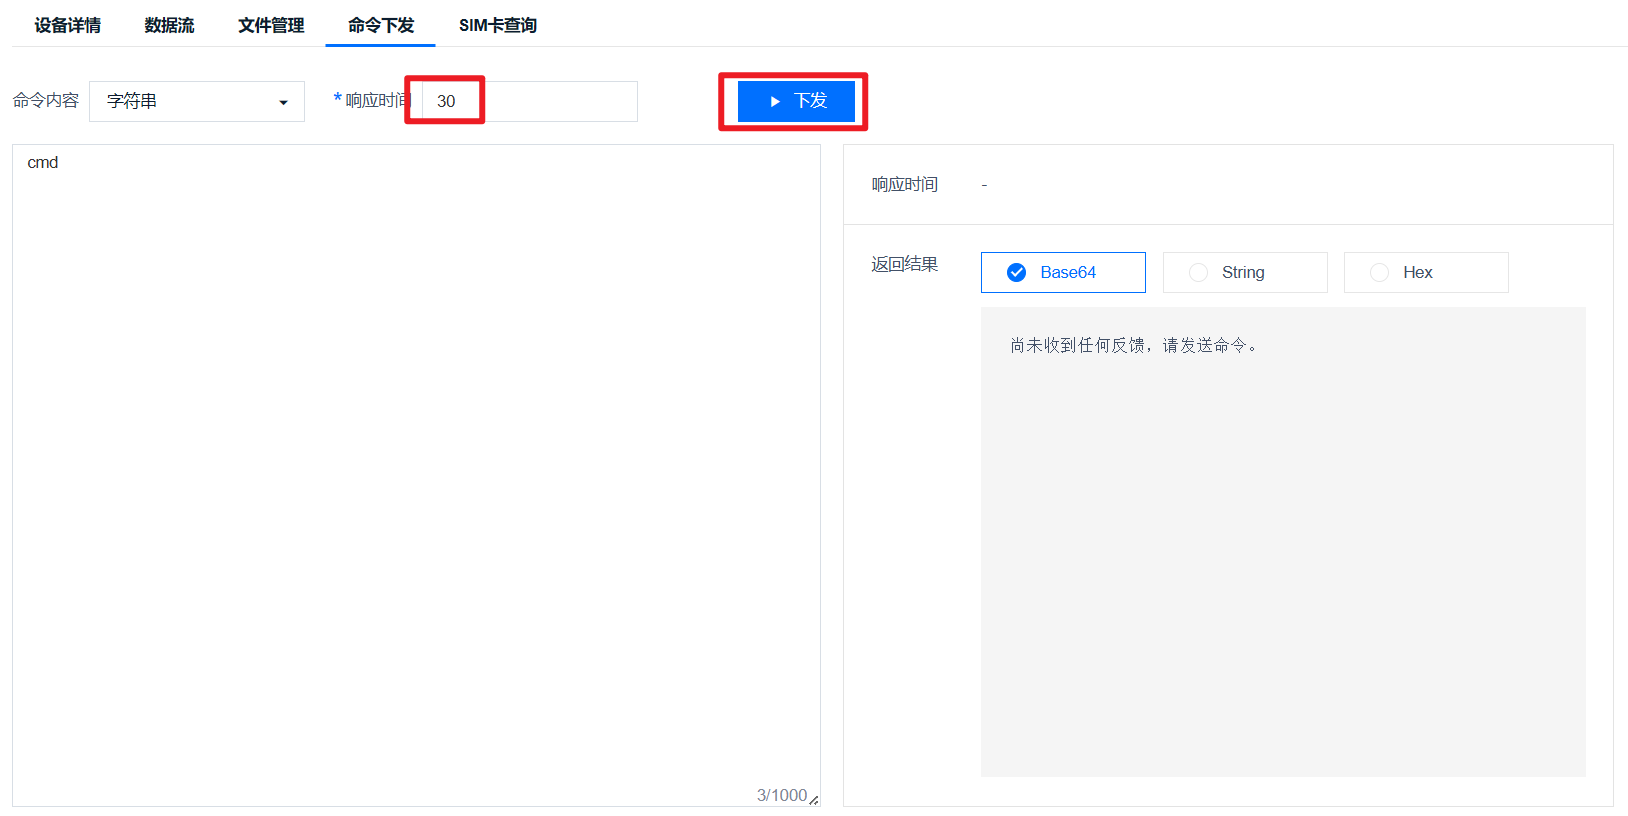 设备详情 数据流 文件管理 命令下发 SIM卡查询
命令内容 字符串 *响应时间 30 下发
cmd
3/1000
响应时间 -
返回结果 Base64 String Hex
尚未收到任何反馈，请发送命令。